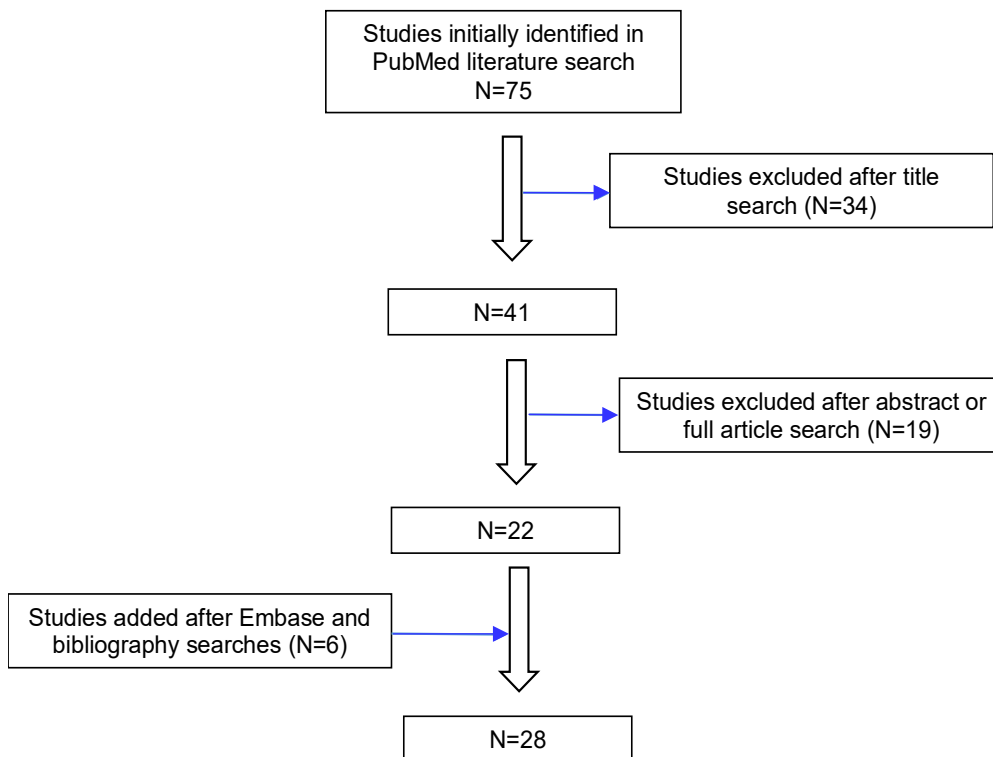 Studies initially identified in
PubMed literature search
N=75
Studies excluded after title
search (N=34)
N=41
Studies excluded after abstract or
full article search (N=19)
N=22
Studies added after Embase and
bibliography searches (N=6)
N=28